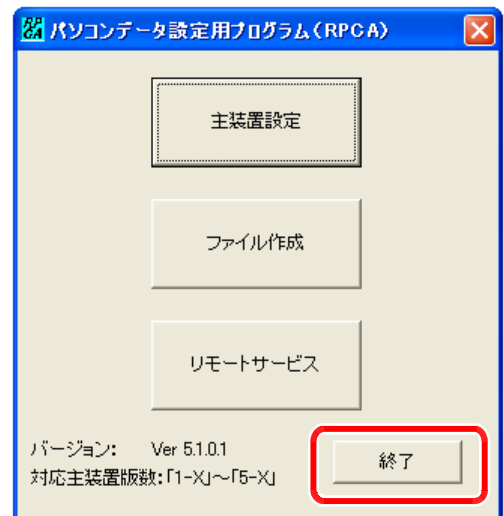 RPCA パソコンデータ設定用プログラム(RPCA)
主装置設定
ファイル作成
リモートサービス
バージョン: Ver 5.1.0.1
対応主装置版数:「1-X」~「5-X」
終了